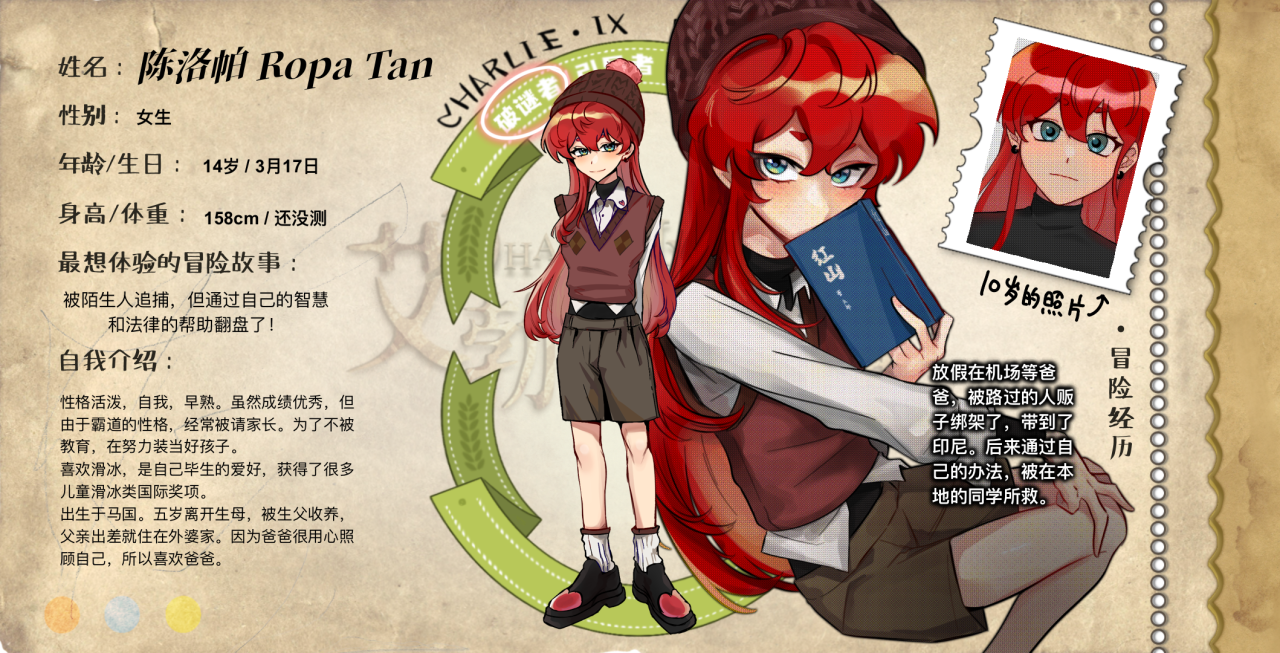 姓名： 陈洛帕 Ropa Tan
性别： 女生
年龄/生日： 14岁 / 3月17日
身高/体重： 158cm / 还没测
最想体验的冒险故事：
被陌生人追捕，但通过自己的智慧
和法律的帮助翻盘了！
自我介绍：
性格活泼，自我，早熟。虽然成绩优秀，但
由于霸道的性格，经常被请家长。为了不被
教育，在努力装当好孩子。
喜欢滑冰，是自己毕生的爱好，获得了很多
儿童滑冰类国际奖项。
出生于马国。五岁离开生母，被生父收养，
父亲出差就住在外婆家。因为爸爸很用心照
顾自己，所以喜欢爸爸。
CHARLIE·IX
破谜者
红山
10岁的照片
·冒险经历
放假在机场等爸
爸，被路过的人贩
子绑架了，带到了
印尼。后来通过自
己的办法，被在本
地的同学所救。